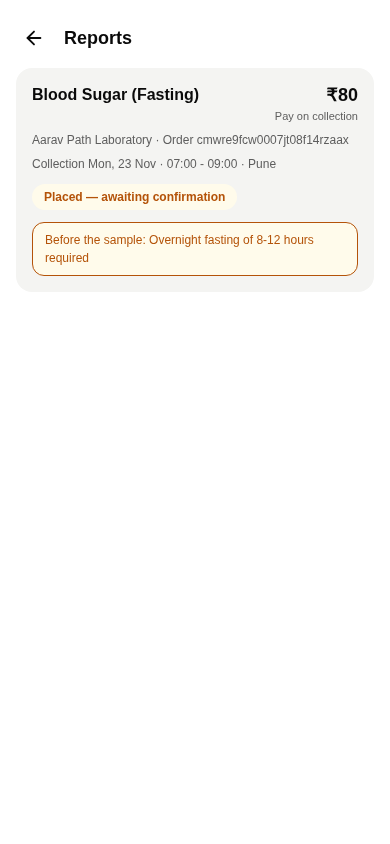 Reports
Blood Sugar (Fasting)
₹80
Pay on collection
Aarav Path Laboratory · Order cmwre9fcw0007jt08f14rzaax
Collection Mon, 23 Nov · 07:00 - 09:00 · Pune
Placed — awaiting confirmation
Before the sample: Overnight fasting of 8-12 hours
required